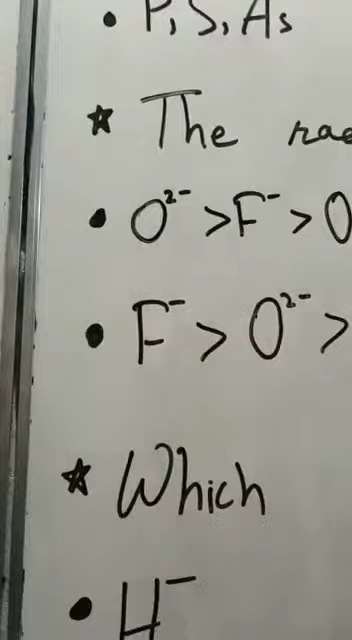 • P, S, As
☆ The
• O²⁻ > F⁻ > O
• F⁻ > O²⁻ >
☆ Which
• H⁻